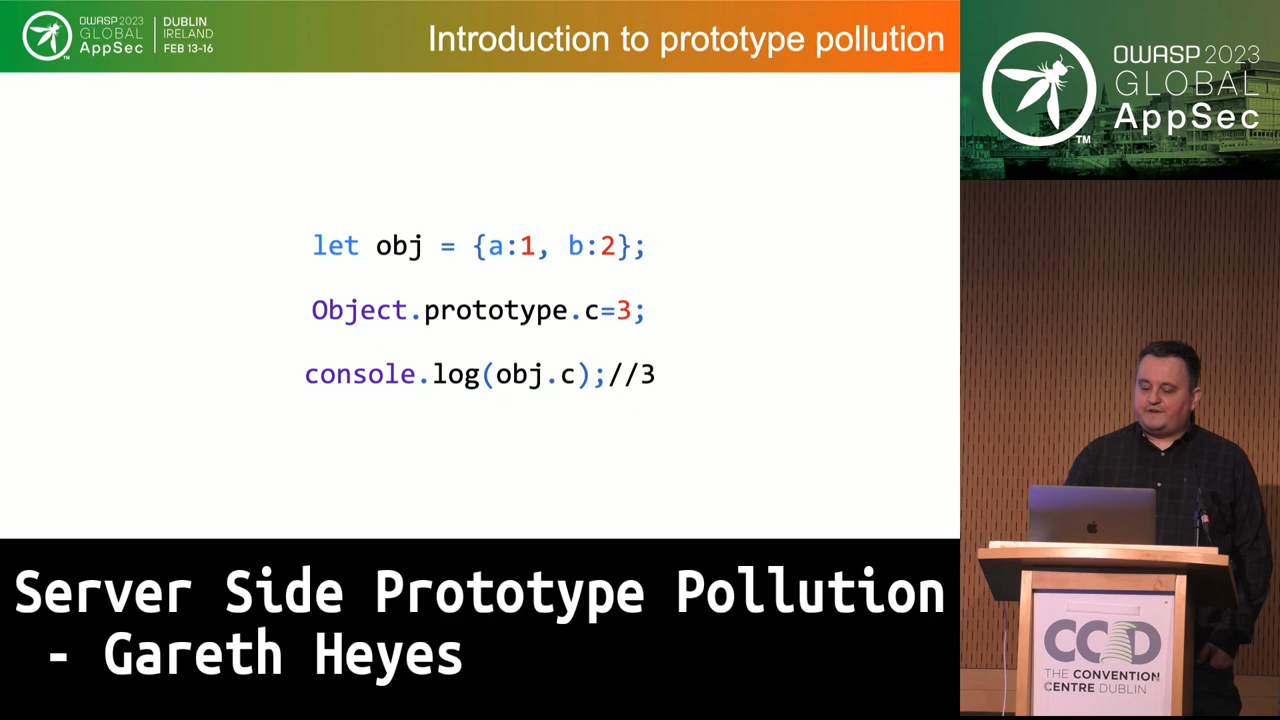 OWASP 2023
GLOBAL
AppSec
TM
DUBLIN
IRELAND
FEB 13-16
Introduction to prototype pollution
let obj = {a:1, b:2};
Object.prototype.c=3;
console.log(obj.c);//3
Server Side Prototype Pollution
- Gareth Heyes
OWASP 2023
GLOBAL
AppSec
TM
CCD
THE CONVENTION
CENTRE DUBLIN